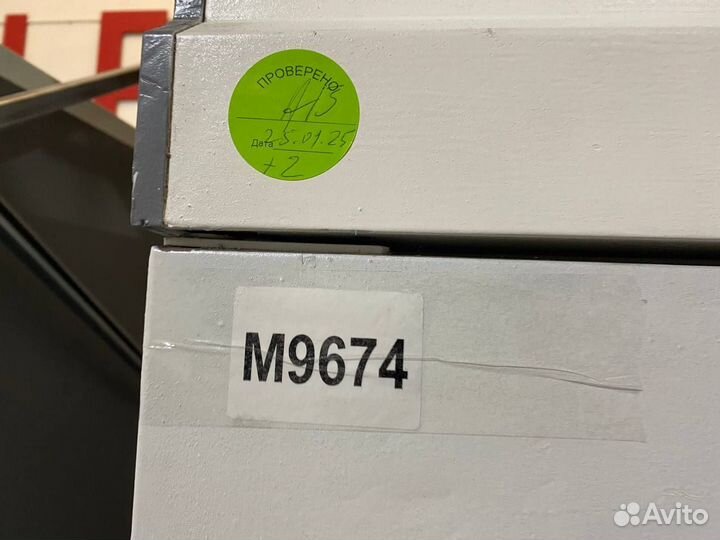 ПРОВЕРЕНО
Дата 25.01.25
+2
M9674
Avito